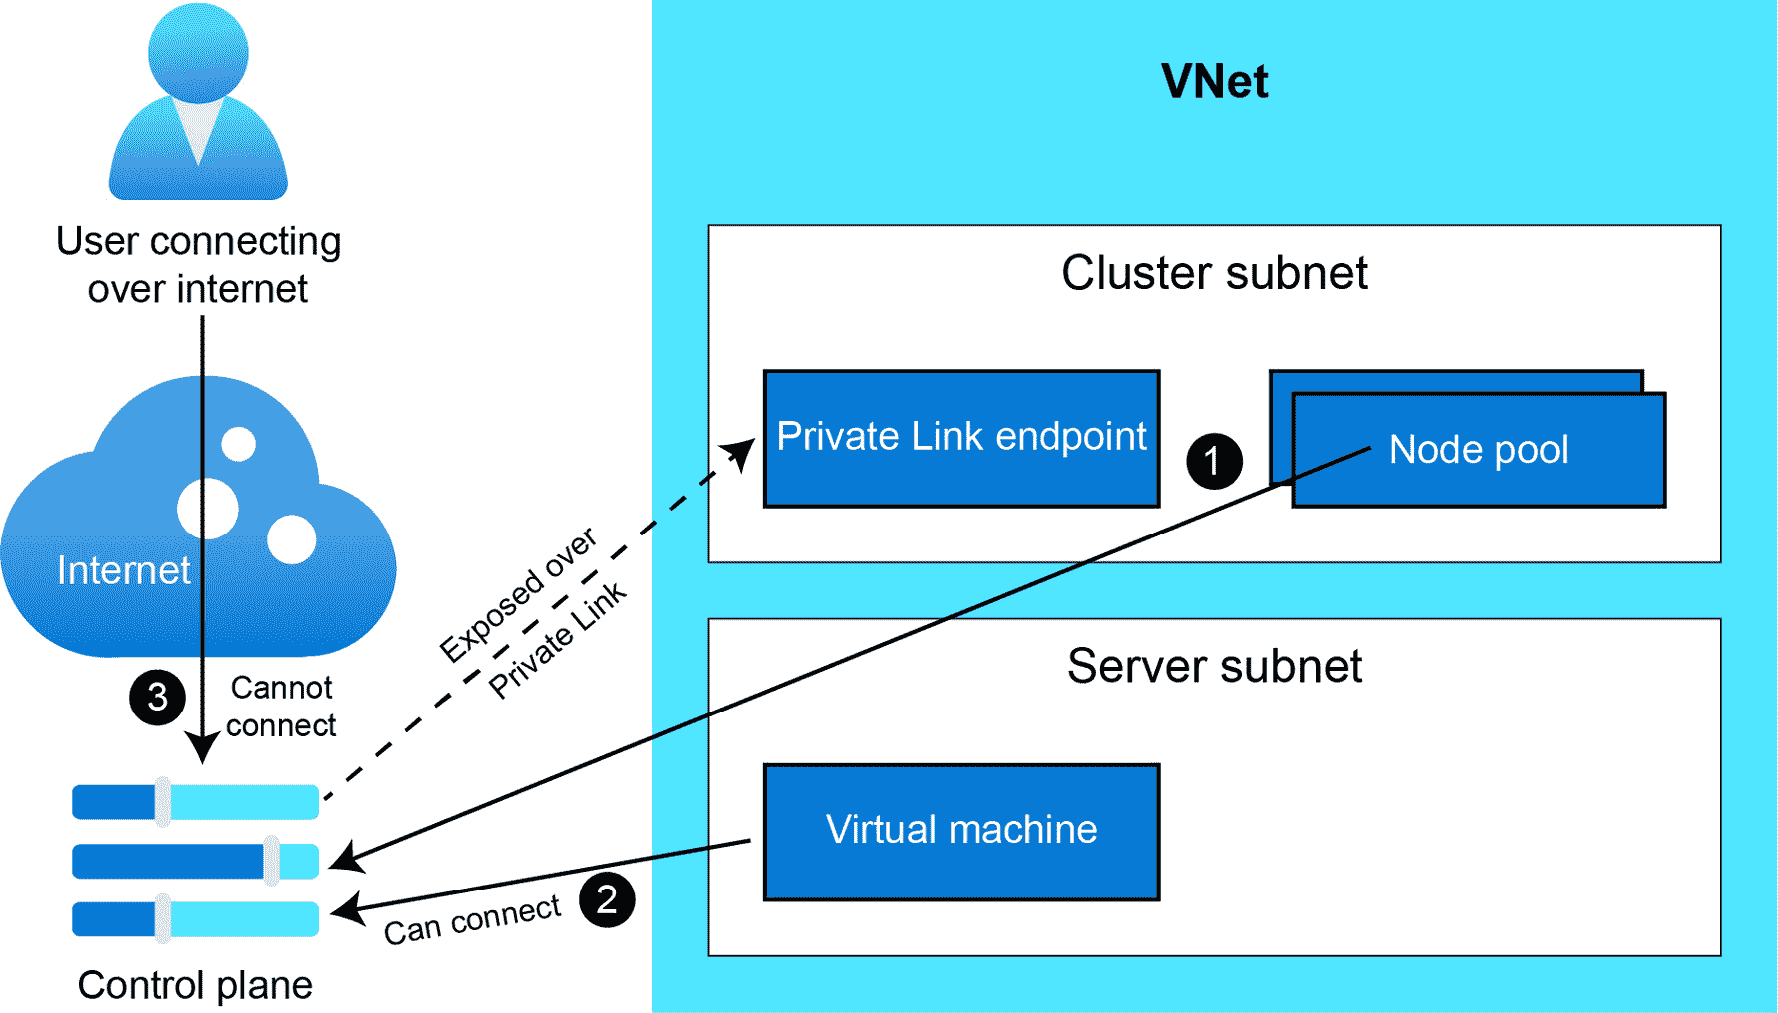 User connecting
over internet
Internet
3
Cannot
connect
Control plane
Exposed over
Private Link
VNet
Cluster subnet
Private Link endpoint
1
Node pool
Server subnet
Virtual machine
Can connect
2